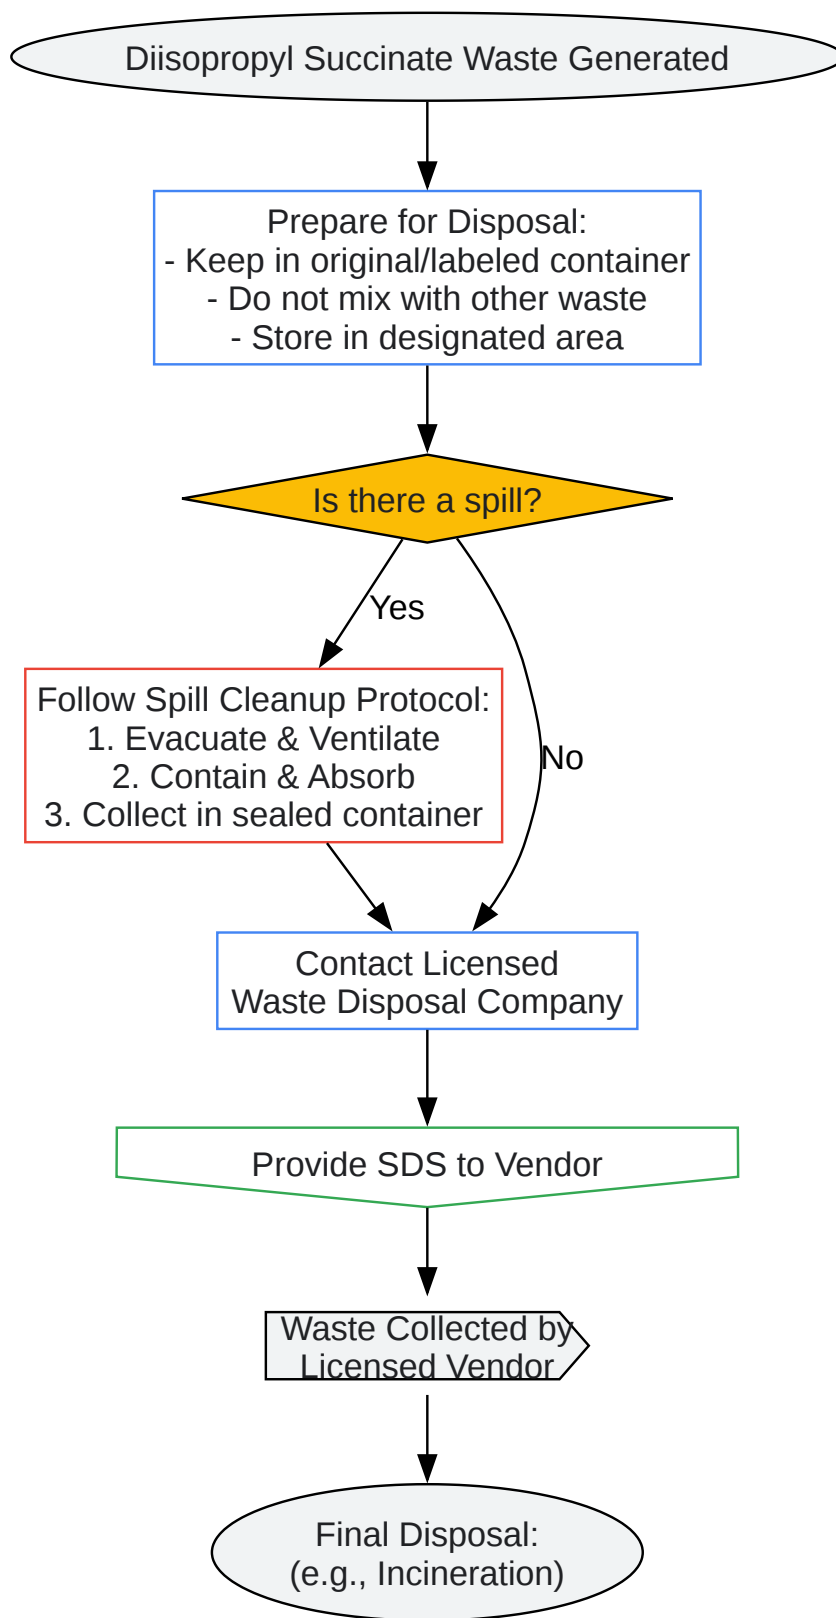 Diisopropyl Succinate Waste Generated
Prepare for Disposal:
- Keep in original/labeled container
- Do not mix with other waste
- Store in designated area
Is there a spill?
Yes
Follow Spill Cleanup Protocol:
1. Evacuate & Ventilate
2. Contain & Absorb
3. Collect in sealed container
No
Contact Licensed
Waste Disposal Company
Provide SDS to Vendor
Waste Collected by
Licensed Vendor
Final Disposal:
(e.g., Incineration)